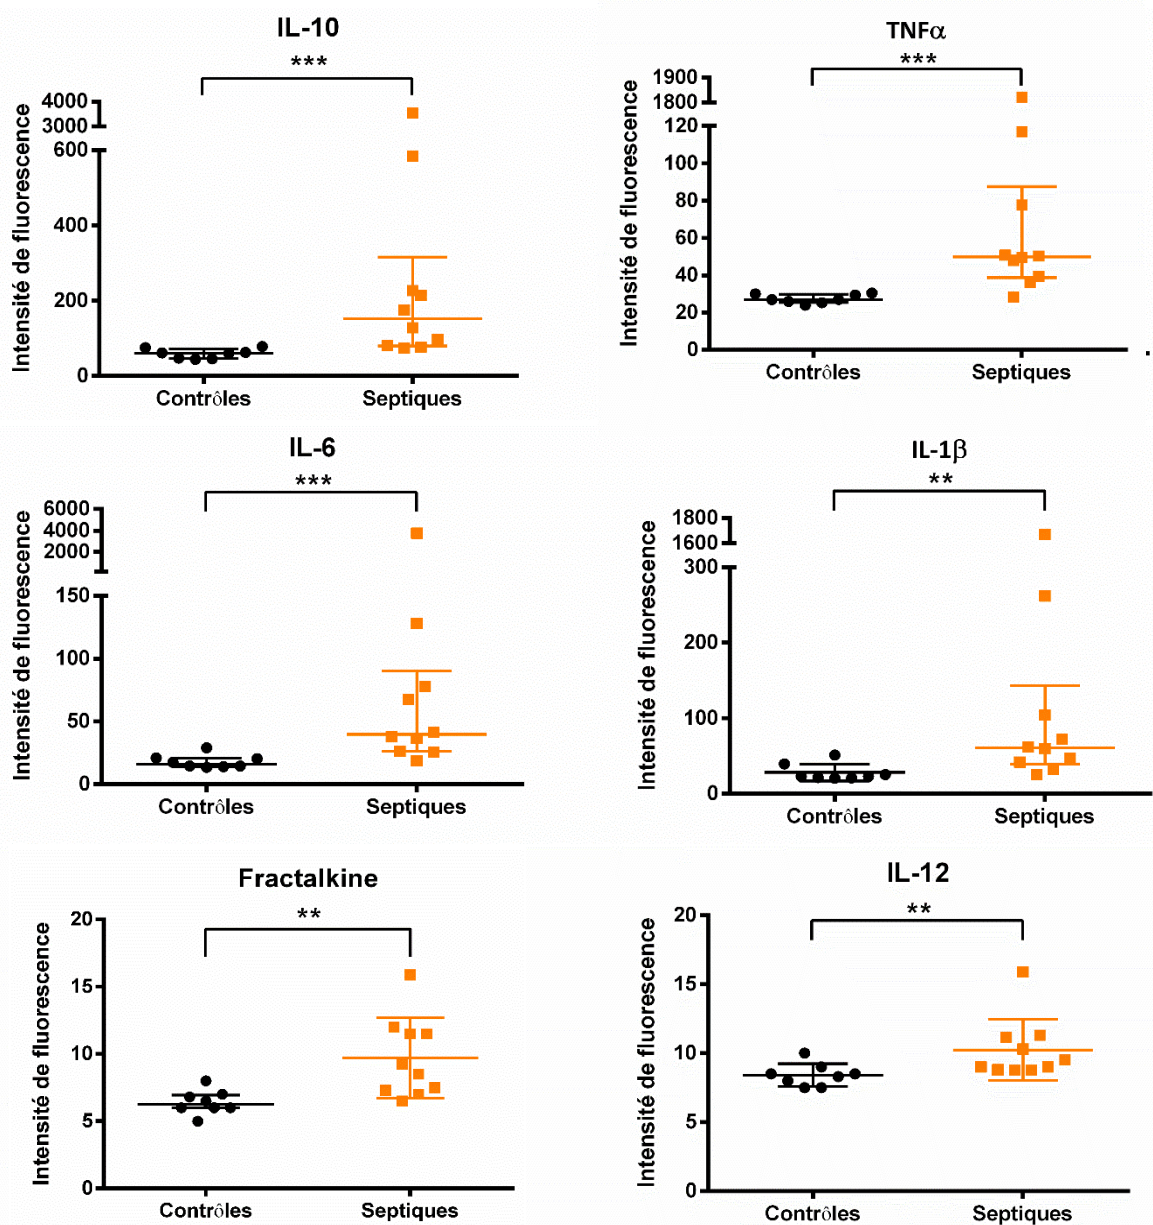 IL-10
***
Intensité de fluorescence
4000
3000
600
400
200
0
Contrôles
Septiques
TNFα
***
Intensité de fluorescence
1900
1800
120
100
80
60
40
20
0
Contrôles
Septiques
.
IL-6
***
Intensité de fluorescence
6000
4000
2000
150
100
50
0
Contrôles
Septiques
IL-1β
**
Intensité de fluorescence
1800
1600
300
200
100
0
Contrôles
Septiques
Fractalkine
**
Intensité de fluorescence
20
15
10
5
0
Contrôles
Septiques
IL-12
**
Intensité de fluorescence
20
15
10
5
0
Contrôles
Septiques